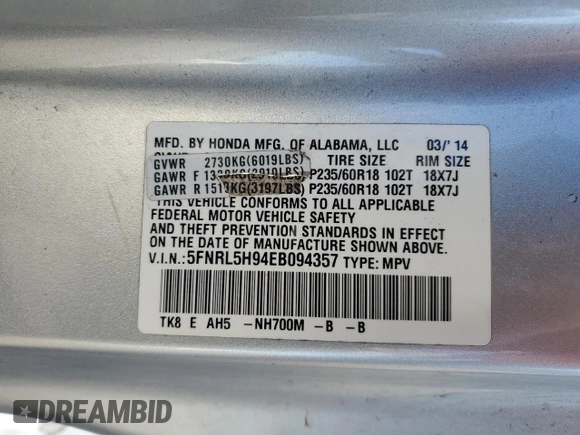 MFD. BY HONDA MFG. OF ALABAMA, LLC 03/'14
GVWR 2730KG(6019LBS) TIRE SIZE RIM SIZE
GAWR F P235/60R18 102T 18X7J
GAWR R (3197LBS) P235/60R18 102T 18X7J
THIS VEHICLE CONFORMS TO ALL APPLICABLE
FEDERAL MOTOR VEHICLE SAFETY
AND THEFT PREVENTION STANDARDS IN EFFECT
ON THE DATE OF MANUFACTURE SHOWN ABOVE.
V.I.N.:5FNRL5H94EB094357 TYPE: MPV
TK8 E AH5 -NH700M -B -B
DREAMBID